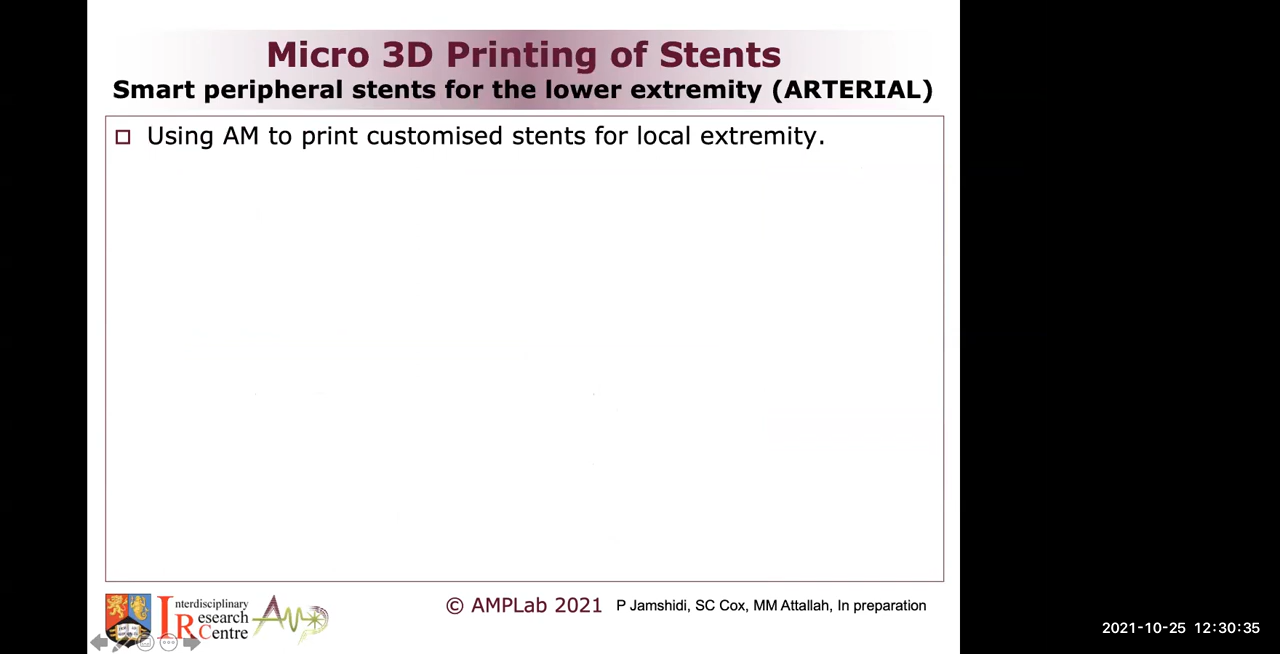 Micro 3D Printing of Stents
Smart peripheral stents for the lower extremity (ARTERIAL)
Using AM to print customised stents for local extremity.
Interdisciplinary
Research
Centre
© AMPLab 2021 P Jamshidi, SC Cox, MM Attallah, In preparation
2021-10-25 12:30:35